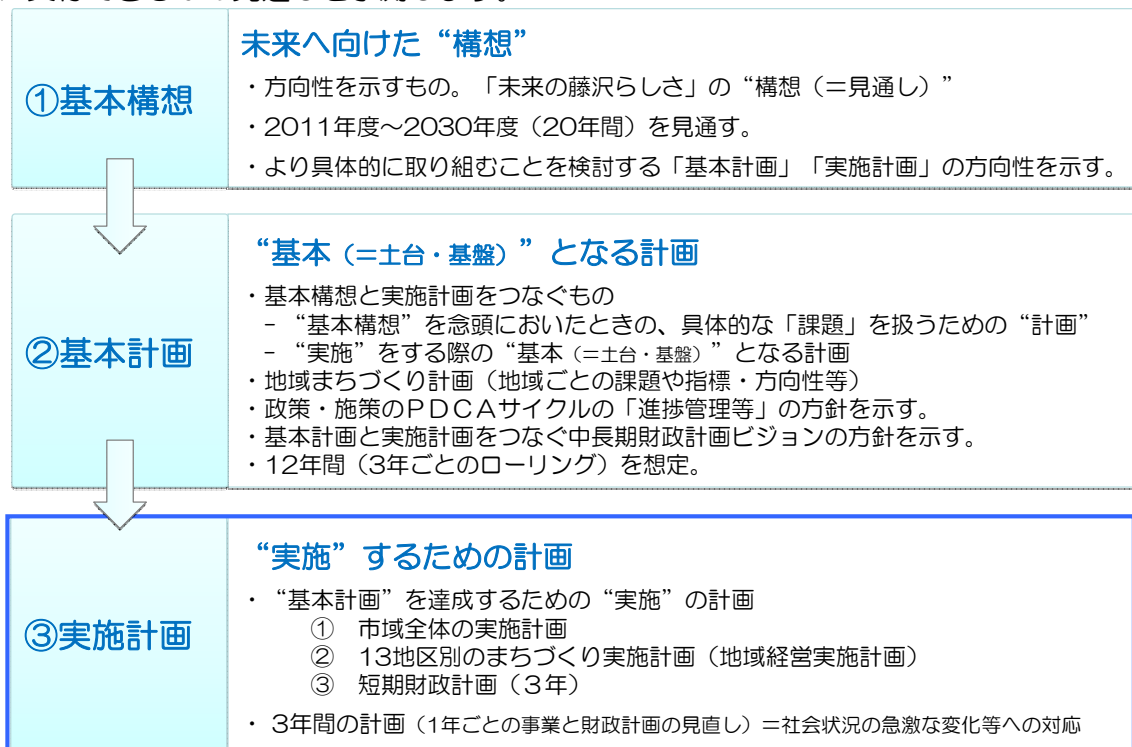 ①基本構想
未来へ向けた“構想”
・方向性を示すもの。「未来の藤沢らしさ」の“構想（＝見通し）”
・2011年度～2030年度（20年間）を見通す。
・より具体的に取り組むことを検討する「基本計画」「実施計画」の方向性を示す。
②基本計画
“基本（＝土台・基盤）”となる計画
・基本構想と実施計画をつなぐもの
－“基本構想”を念頭においたときの、具体的な「課題」を扱うための“計画”
－“実施”をする際の“基本（＝土台・基盤）”となる計画
・地域まちづくり計画（地域ごとの課題や指標・方向性等）
・政策・施策のＰＤＣＡサイクルの「進捗管理等」の方針を示す。
・基本計画と実施計画をつなぐ中長期財政計画ビジョンの方針を示す。
・12年間（3年ごとのローリング）を想定。
③実施計画
“実施”するための計画
・“基本計画”を達成するための“実施”の計画
① 市域全体の実施計画
② 13地区別のまちづくり実施計画（地域経営実施計画）
③ 短期財政計画（３年）
・3年間の計画（1年ごとの事業と財政計画の見直し）＝社会状況の急激な変化等への対応